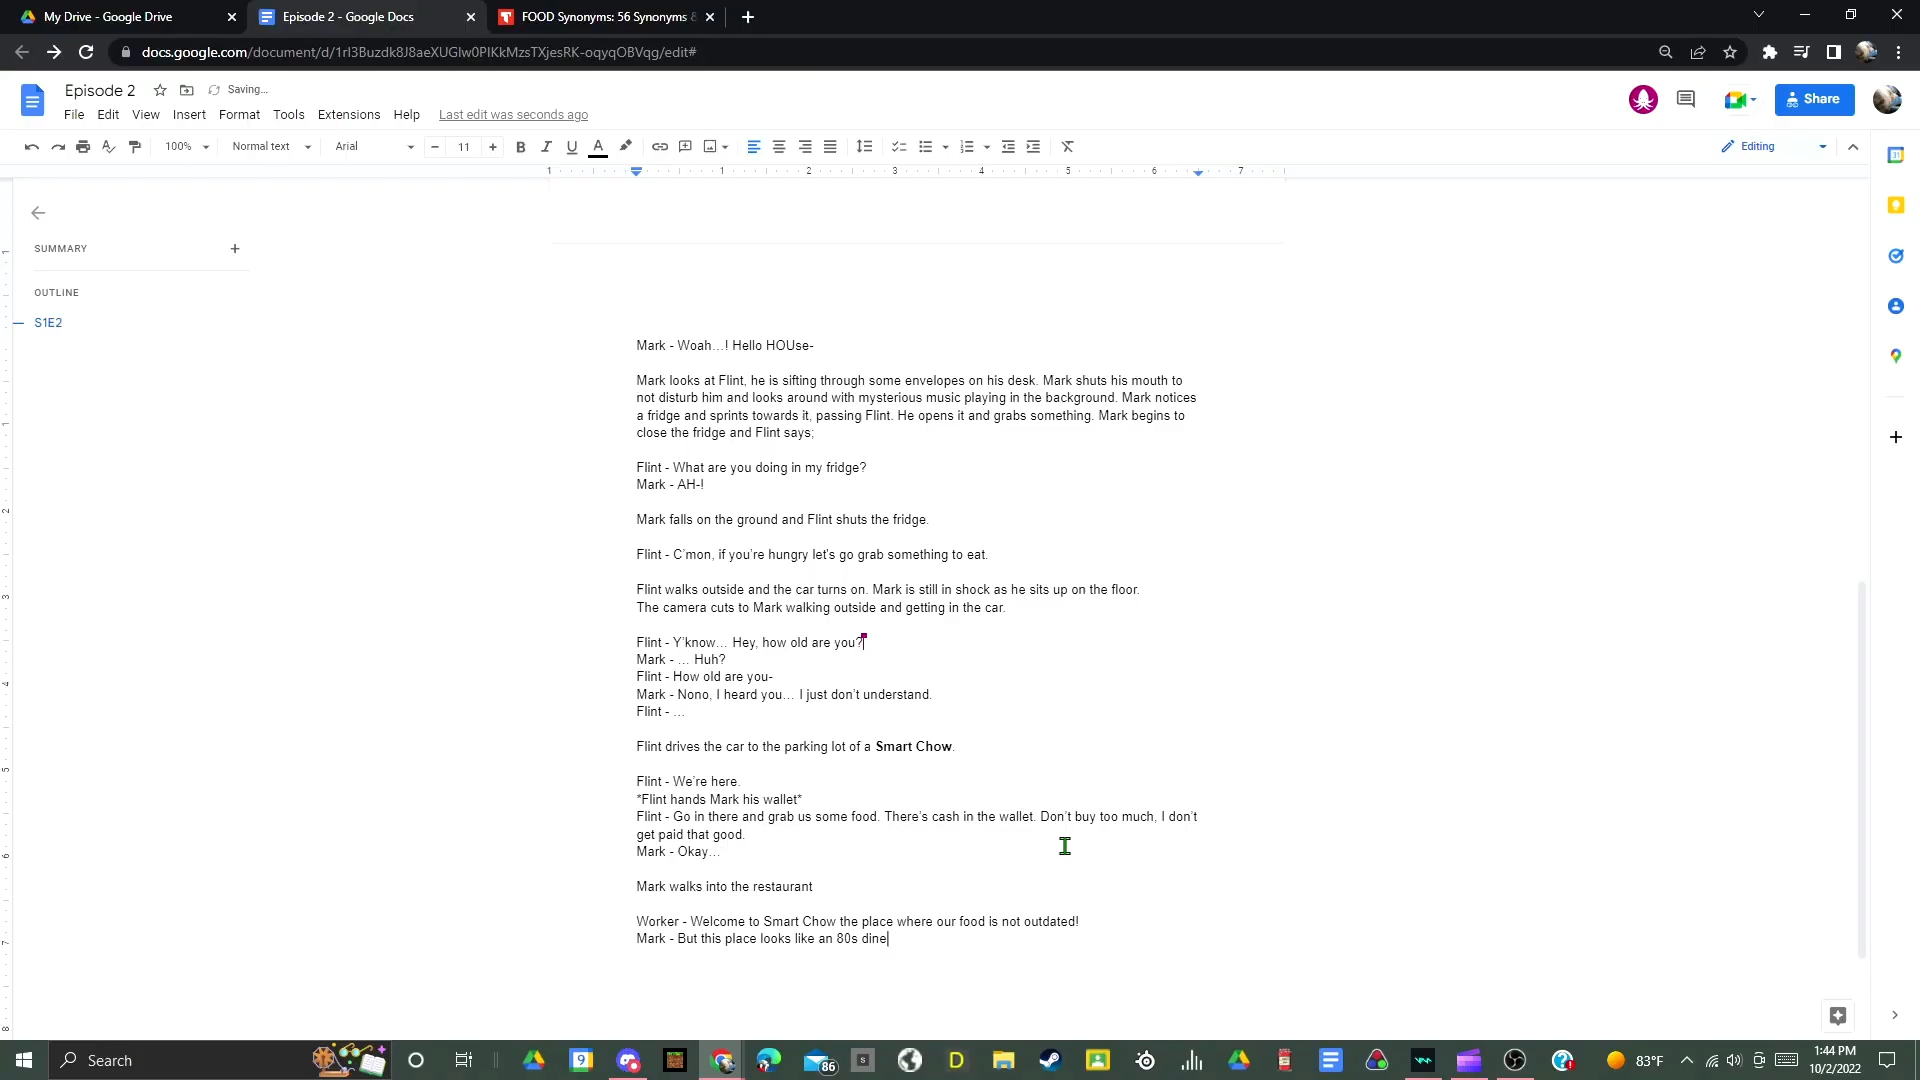 My Drive - Google Drive
Episode 2 - Google Docs
FOOD Synonyms: 56 Synonyms &
docs.google.com/document/d/1rI3Buzdk8J8aeXUGIw0PIKkMzsTXjesRK-oqyqOBVqg/edit#
Episode 2
Saving...
File Edit View Insert Format Tools Extensions Help Last edit was seconds ago
Share
100% Normal text Arial 11 Editing
1 1 2 3 4 5 6 7
SUMMARY
OUTLINE
S1E2
Mark - Woah…! Hello HOUse-
Mark looks at Flint, he is sifting through some envelopes on his desk. Mark shuts his mouth to
not disturb him and looks around with mysterious music playing in the background. Mark notices
a fridge and sprints towards it, passing Flint. He opens it and grabs something. Mark begins to
close the fridge and Flint says;
Flint - What are you doing in my fridge?
Mark - AH-!
Mark falls on the ground and Flint shuts the fridge.
Flint - C'mon, if you're hungry let's go grab something to eat.
Flint walks outside and the car turns on. Mark is still in shock as he sits up on the floor.
The camera cuts to Mark walking outside and getting in the car.
Flint - Y'know… Hey, how old are you?
Mark - … Huh?
Flint - How old are you-
Mark - Nono, I heard you… I just don't understand.
Flint - …
Flint drives the car to the parking lot of a Smart Chow.
Flint - We're here.
*Flint hands Mark his wallet*
Flint - Go in there and grab us some food. There's cash in the wallet. Don't buy too much, I don't
get paid that good.
Mark - Okay…
Mark walks into the restaurant
Worker - Welcome to Smart Chow the place where our food is not outdated!
Mark - But this place looks like an 80s dine
Search
9
86
83°F
1:44 PM
10/2/2022